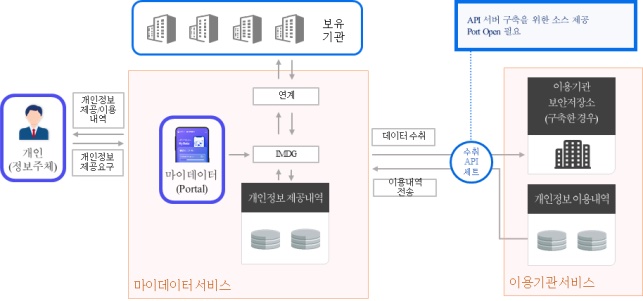 보유
기관
API 서버 구축을 위한 소스 제공
Port Open 필요
연계
개인정보
제공/이용
내역
개인
(정보주체)
개인정보
제공요구
마이데이터
(Portal)
IMDG
데이터 수취
이용내역
전송
수취
API
세트
이용기관
보안저장소
(구축한 경우)
개인정보 제공내역
개인정보 이용내역
마이데이터 서비스
이용기관 서비스